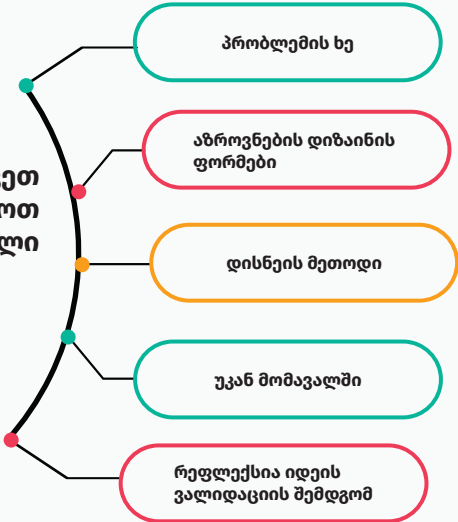 პრობლემის ხე
აზროვნების დიზაინის
ფორმები
დისნეის მეთოდი
უკან მომავალში
რეფლექსია იდეის
ვალიდაციის შემდგომ